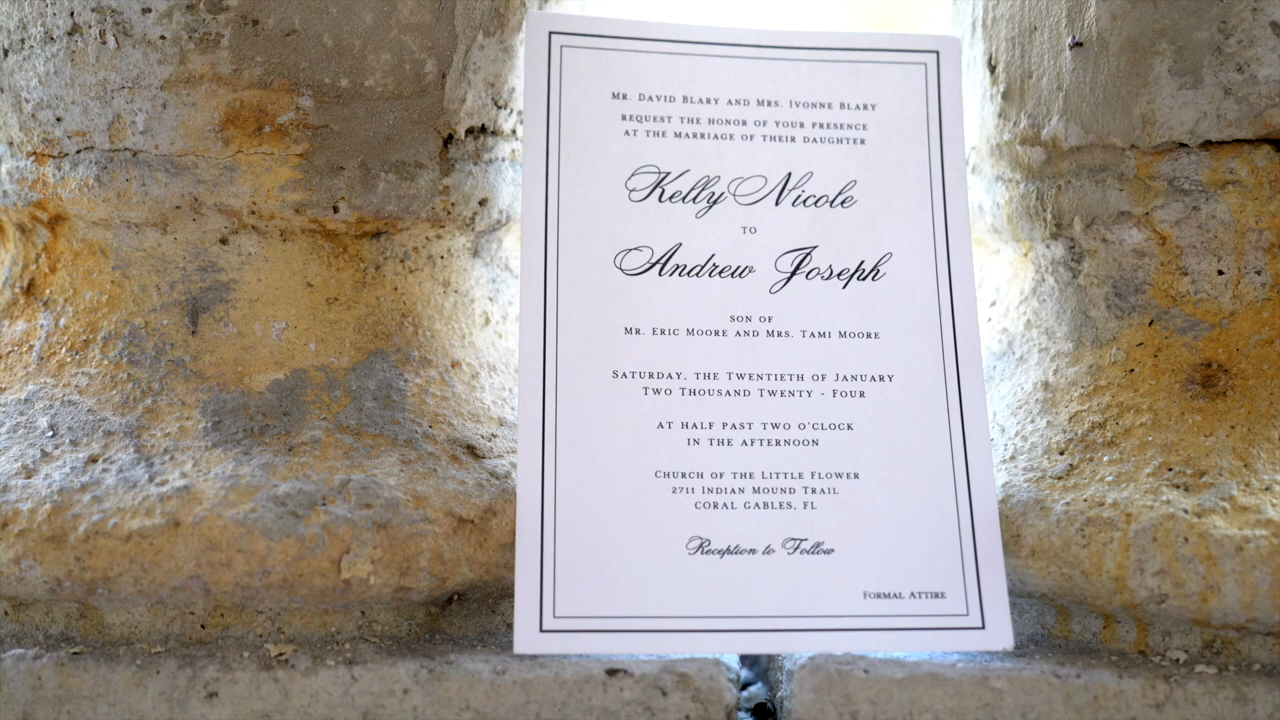 Mr. David Blary and Mrs. Ivonne Blary
request the honor of your presence
at the marriage of their daughter
Kelly Nicole
to
Andrew Joseph
son of
Mr. Eric Moore and Mrs. Tami Moore
Saturday, the Twentieth of January
Two Thousand Twenty - Four
at half past two o'clock
in the afternoon
Church of the Little Flower
2711 Indian Mound Trail
Coral Gables, FL
Reception to Follow
Formal Attire